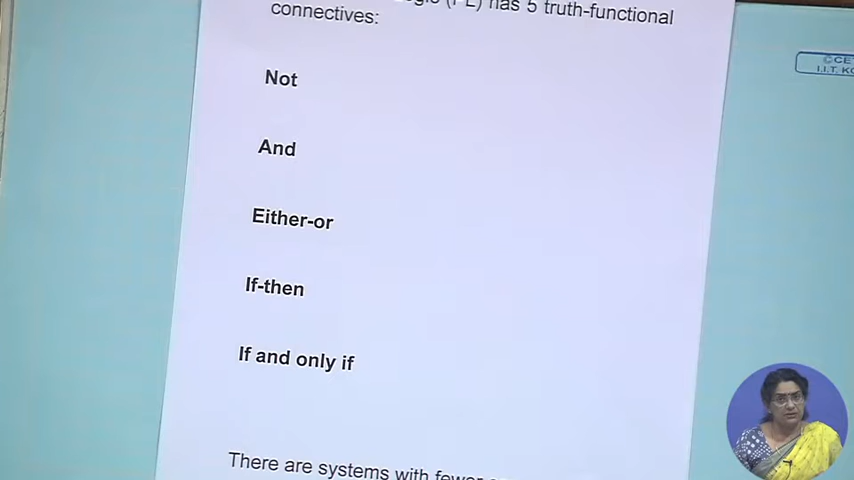 has 5 truth-functional
connectives:
Not
And
Either-or
If-then
If and only if
There are systems with
©CET
I.I.T.